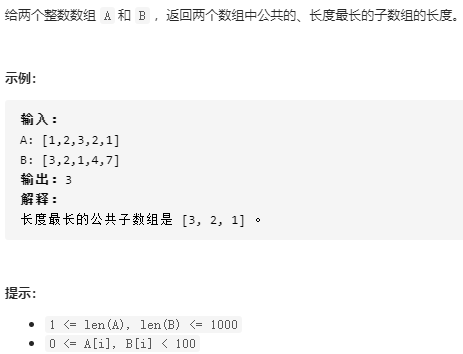 给两个整数数组 A 和 B ，返回两个数组中公共的、长度最长的子数组的长度。
示例：
输入：
A: [1,2,3,2,1]
B: [3,2,1,4,7]
输出：3
解释：
长度最长的公共子数组是 [3, 2, 1] 。
提示：
• 1 <= len(A), len(B) <= 1000
• 0 <= A[i], B[i] < 100